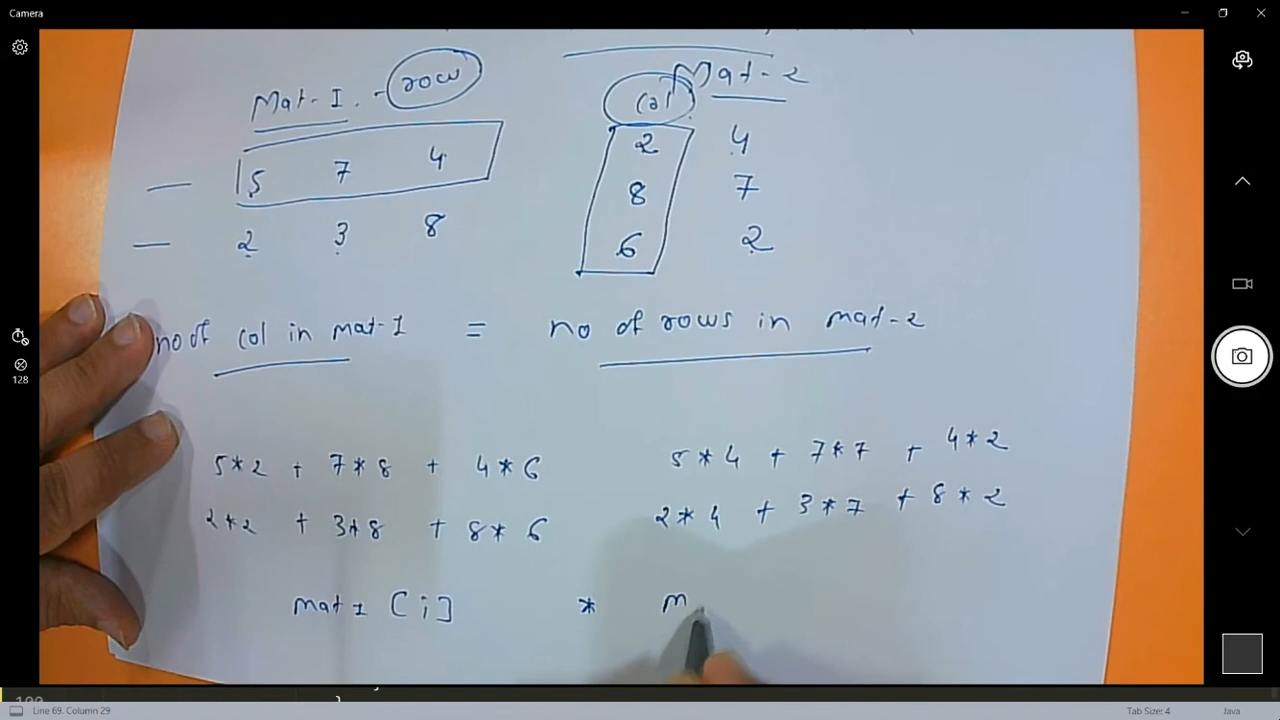 Camera
Mat-I. - row
Mat-2
col
5 7 4
2 4
8 7
2 3 8
6 2
no of col in mat-I = no of rows in mat-2
5*2 + 7*8 + 4*6
5*4 + 7*7 + 4*2
2*2 + 3*8 + 8*6
2*4 + 3*7 + 8*2
mat I [i] * m
128
Line 69, Column 29
Tab Size: 4
Java